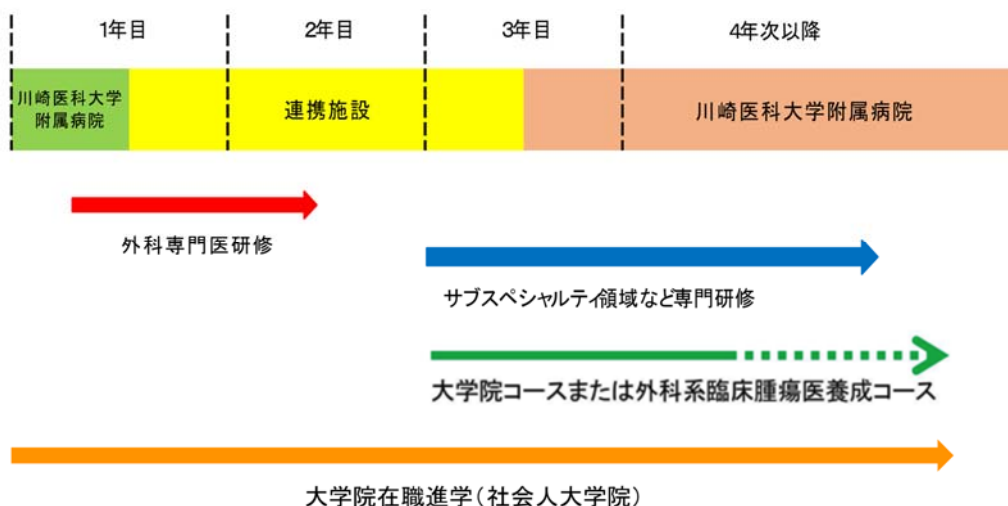 1年目
2年目
3年目
4年次以降
川崎医科大学
附属病院
連携施設
川崎医科大学附属病院
外科専門医研修
サブスペシャルティ領域など専門研修
大学院コースまたは外科系臨床腫瘍医養成コース
大学院在職進学(社会人大学院)